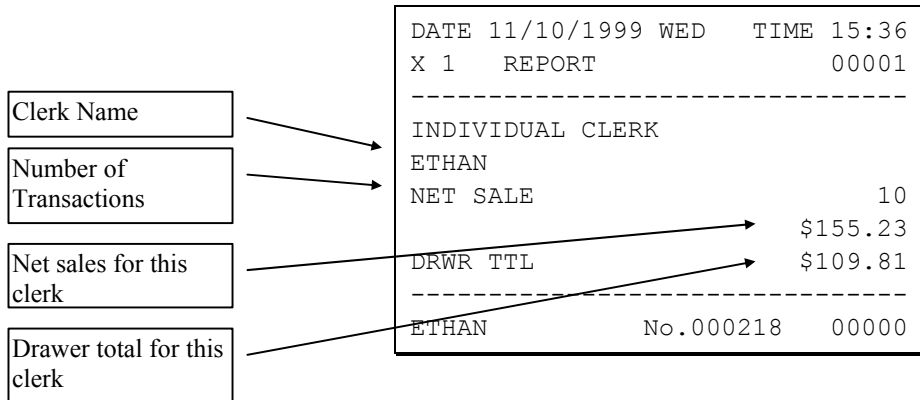 Clerk Name
Number of
Transactions
Net sales for this
clerk
Drawer total for this
clerk
DATE 11/10/1999 WED TIME 15:36
X 1 REPORT 00001
--------------------------------
INDIVIDUAL CLERK
ETHAN
NET SALE 10
$155.23
DRWR TTL $109.81
--------------------------------
ETHAN No.000218 00000